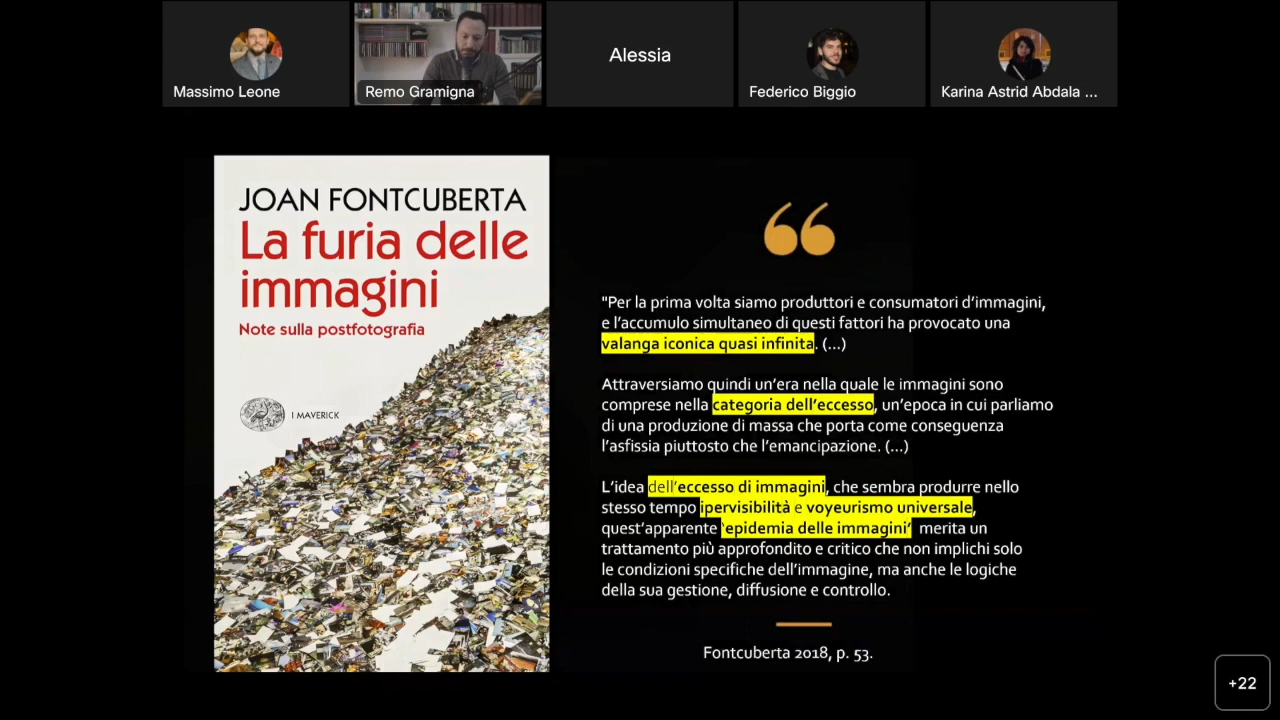 Massimo Leone
Remo Gramigna
Alessia
Federico Biggio
Karina Astrid Abdala ...
JOAN FONTCUBERTA
La furia delle
immagini
Note sulla postfotografia
I MAVERICK
"Per la prima volta siamo produttori e consumatori d'immagini,
e l'accumulo simultaneo di questi fattori ha provocato una
valanga iconica quasi infinita. (...)
Attraversiamo quindi un'era nella quale le immagini sono
comprese nella categoria dell'eccesso, un'epoca in cui parliamo
di una produzione di massa che porta come conseguenza
l'asfissia piuttosto che l'emancipazione. (...)
L'idea dell'eccesso di immagini, che sembra produrre nello
stesso tempo ipervisibilità e voyeurismo universale,
quest'apparente 'epidemia delle immagini' merita un
trattamento più approfondito e critico che non implichi solo
le condizioni specifiche dell'immagine, ma anche le logiche
della sua gestione, diffusione e controllo.
Fontcuberta 2018, p. 53.
+22